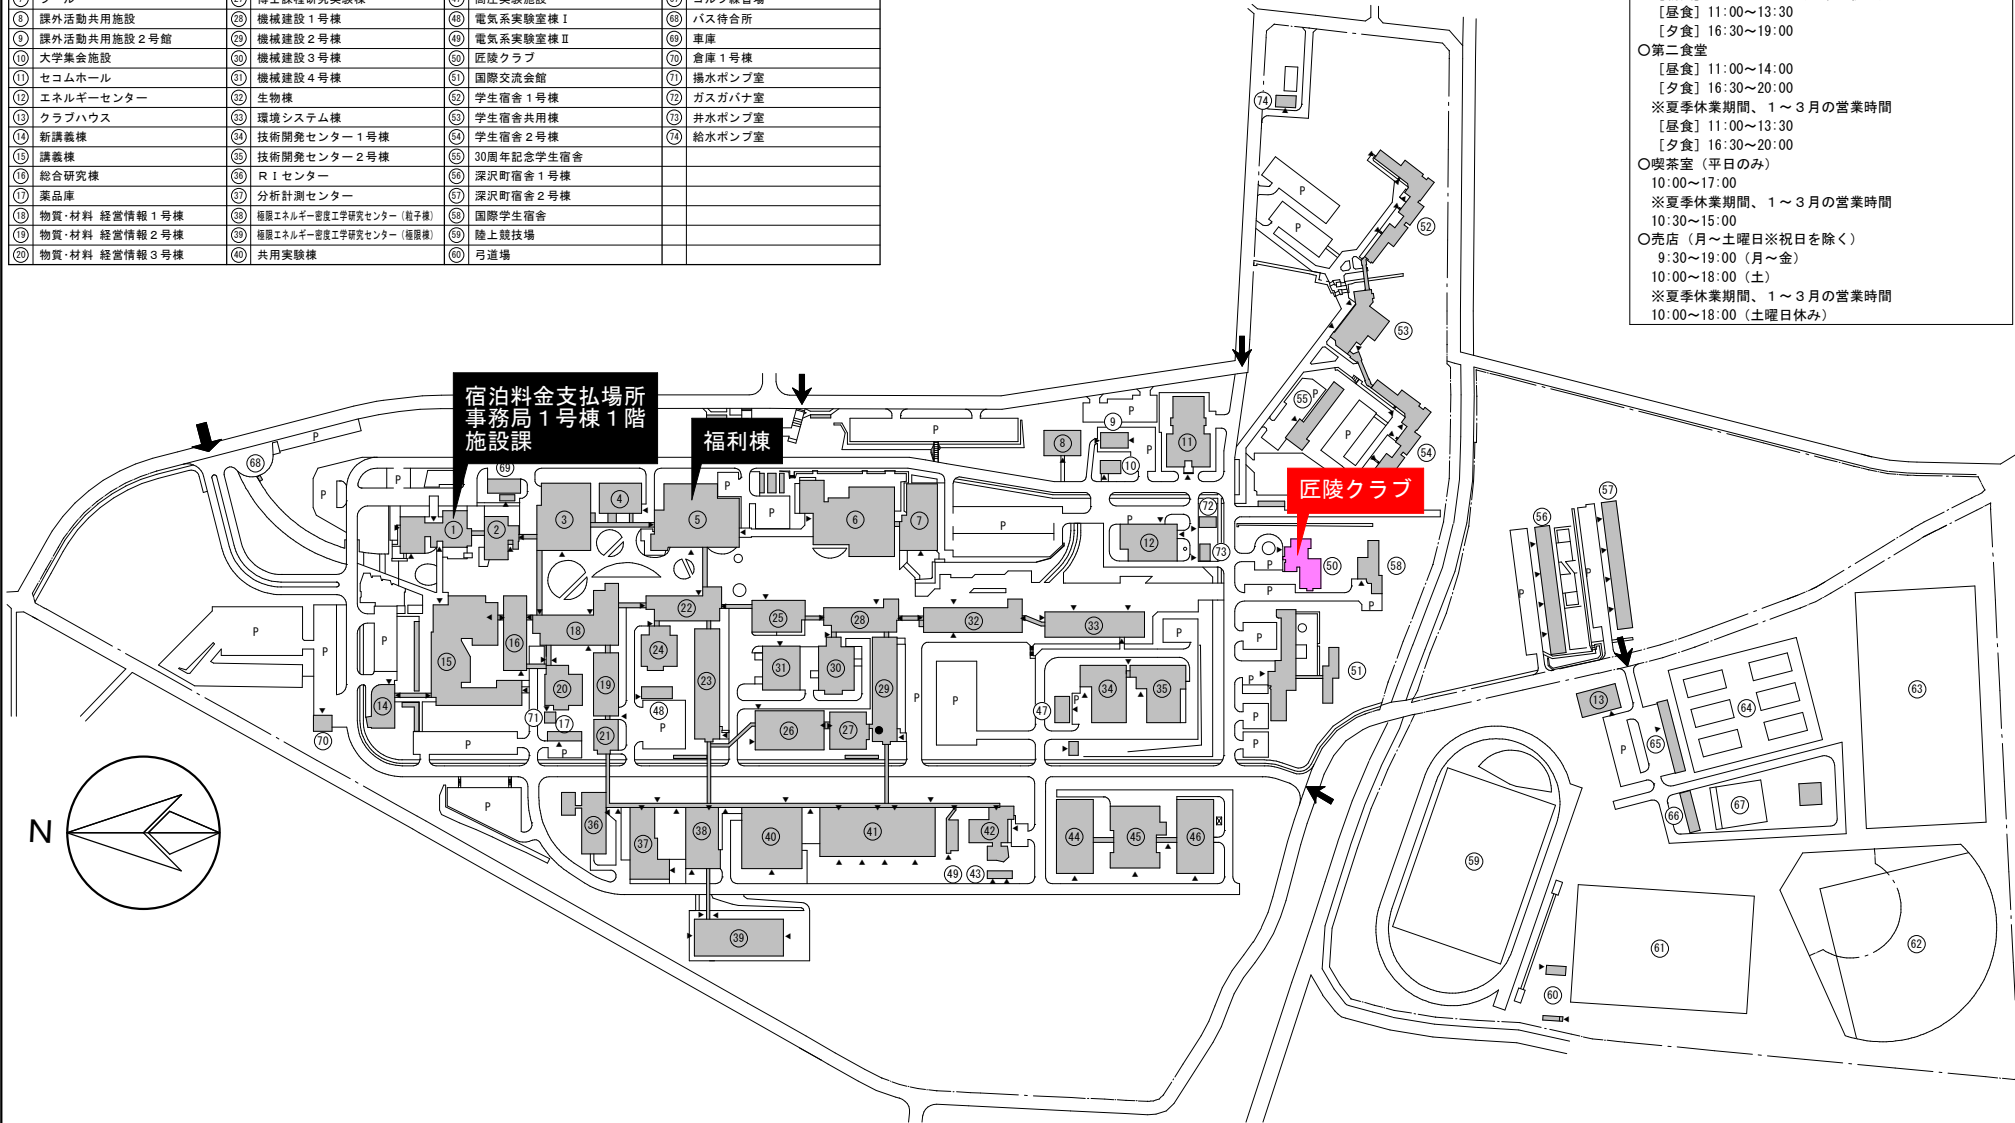 ⑧ 課外活動共用施設 ㉘ 機械建設１号棟 ㊽ 電気系実験室棟Ⅰ 68 バス待合所
⑨ 課外活動共用施設２号館 ㉙ 機械建設２号棟 ㊾ 電気系実験室棟Ⅱ 69 車庫
⑩ 大学集会施設 ㉚ 機械建設３号棟 ㊿ 匠陵クラブ 70 倉庫１号棟
⑪ セコムホール ㉛ 機械建設４号棟 51 国際交流会館 71 揚水ポンプ室
⑫ エネルギーセンター ㉜ 生物棟 52 学生宿舎１号棟 72 ガスガバナ室
⑬ クラブハウス ㉝ 環境システム棟 53 学生宿舎共用棟 73 井水ポンプ室
⑭ 新講義棟 ㉞ 技術開発センター１号棟 54 学生宿舎２号棟 74 給水ポンプ室
⑮ 講義棟 ㉟ 技術開発センター２号棟 55 30周年記念学生宿舎
⑯ 総合研究棟 ㊱ ＲＩセンター 56 深沢町宿舎１号棟
⑰ 薬品庫 ㊲ 分析計測センター 57 深沢町宿舎２号棟
⑱ 物質・材料 経営情報１号棟 ㊳ 極限エネルギー密度工学研究センター（粒子棟） 58 国際学生宿舎
⑲ 物質・材料 経営情報２号棟 ㊴ 極限エネルギー密度工学研究センター（極限棟） 59 陸上競技場
⑳ 物質・材料 経営情報３号棟 ㊵ 共用実験棟 60 弓道場
［昼食］11:00～13:30
［夕食］16:30～19:00
○第二食堂
［昼食］11:00～14:00
［夕食］16:30～20:00
※夏季休業期間、１～３月の営業時間
［昼食］11:00～13:30
［夕食］16:30～20:00
○喫茶室（平日のみ）
10:00～17:00
※夏季休業期間、１～３月の営業時間
10:30～15:00
○売店（月～土曜日※祝日を除く）
9:30～19:00（月～金）
10:00～18:00（土）
※夏季休業期間、１～３月の営業時間
10:00～18:00（土曜日休み）
宿泊料金支払場所
事務局１号棟１階
施設課
福利棟
匠陵クラブ
N